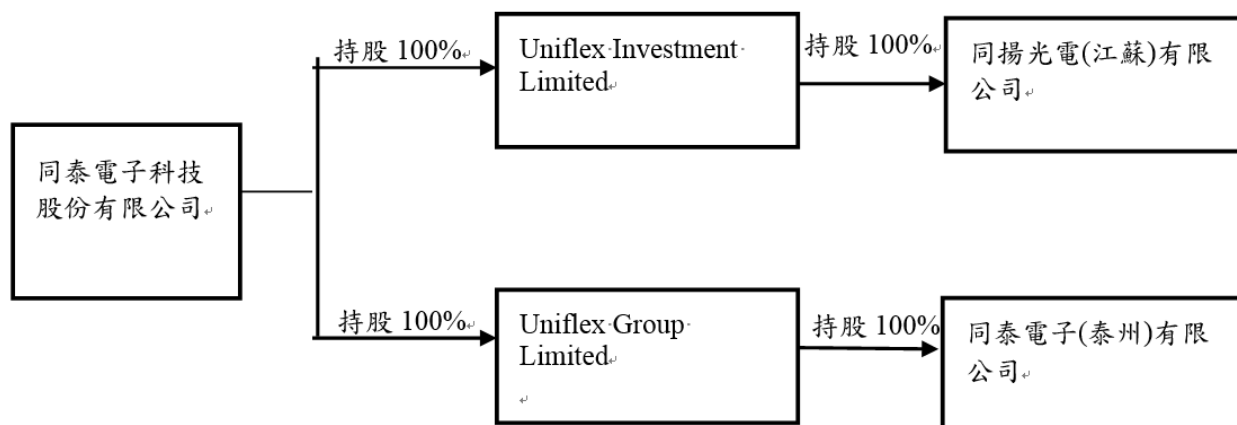 持股 100%
Uniflex Investment
Limited
持股 100%
同揚光電(江蘇)有限
公司
同泰電子科技
股份有限公司
持股 100%
Uniflex Group
Limited
持股 100%
同泰電子(泰州)有限
公司